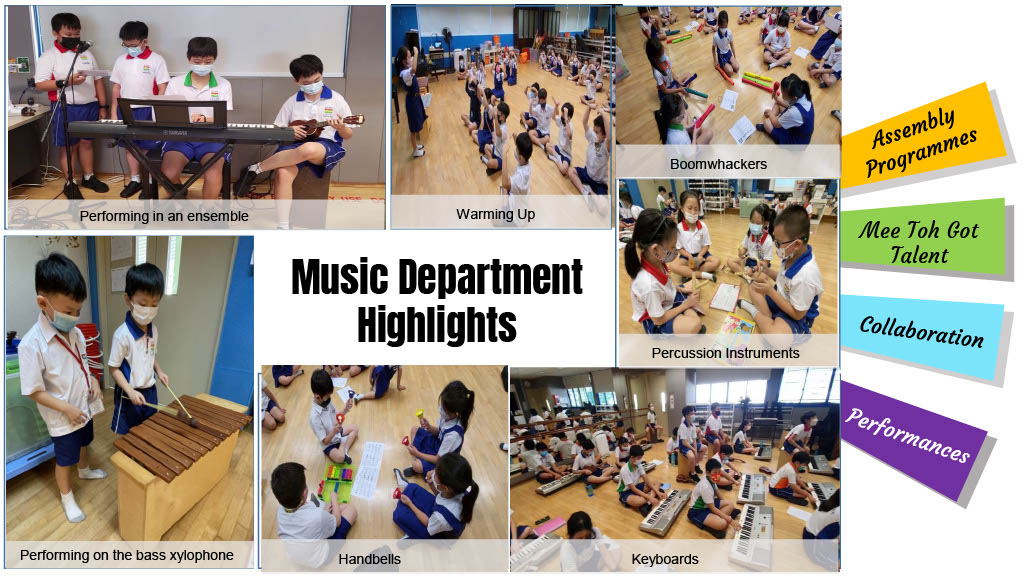 Performing in an ensemble
Warming Up
Boomwhackers
Percussion Instruments
Music Department
Highlights
Performing on the bass xylophone
Handbells
Keyboards
Assembly
Programmes
Mee Toh Got
Talent
Collaboration
Performances
YAMAHA